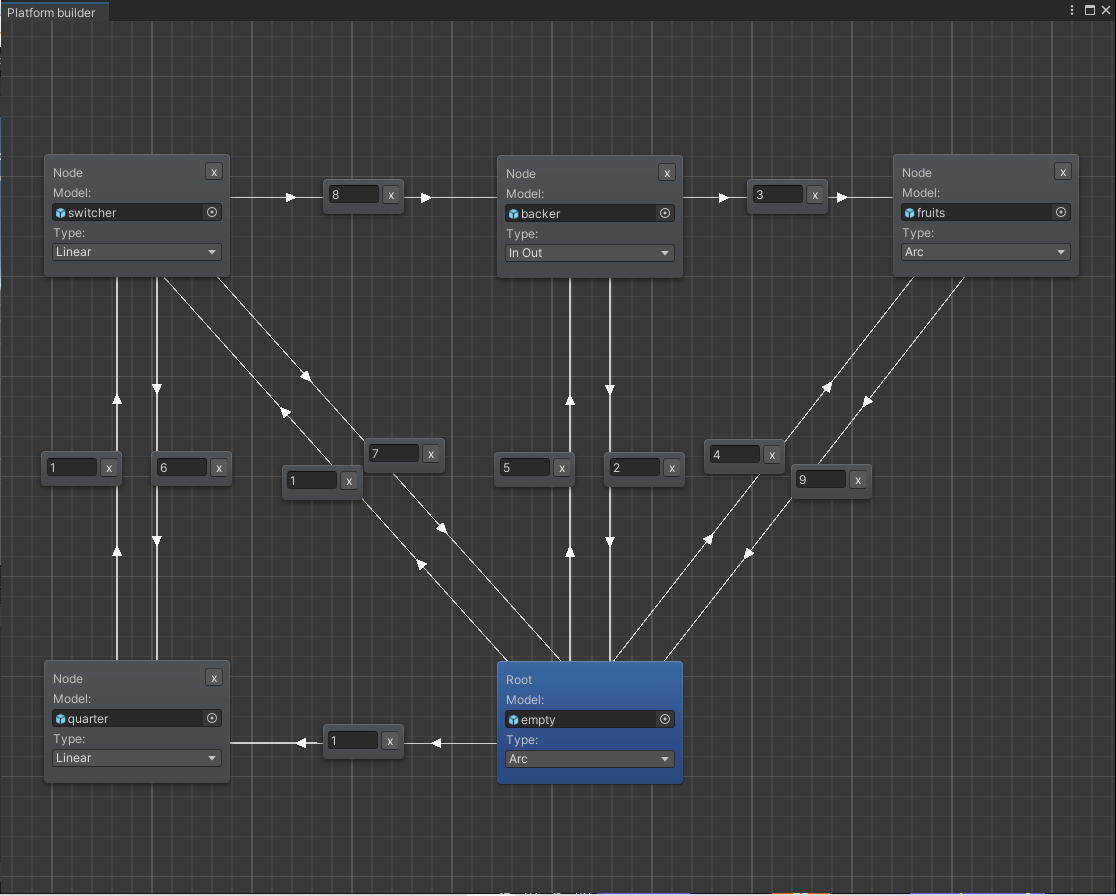 Platform builder
Node x
Model:
switcher
Type:
Linear
8 x
Node x
Model:
backer
Type:
In Out
3 x
Node x
Model:
fruits
Type:
Arc
1 x
6 x
1 x
7 x
5 x
2 x
4 x
9 x
Node x
Model:
quarter
Type:
Linear
1 x
Root
Model:
empty
Type:
Arc